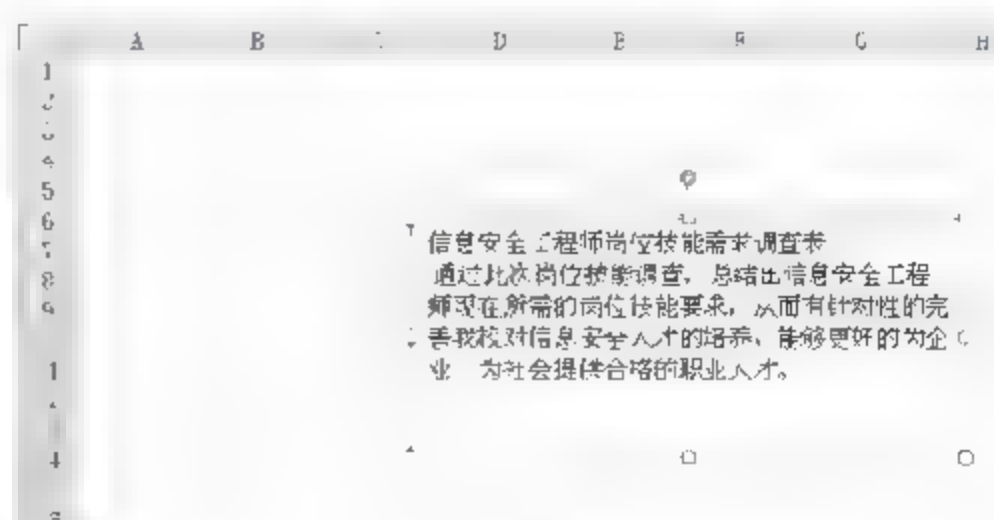 A B D E F G H
1
5
6
8
9
信息安全工程师岗位技能需求调查表
通过此次岗位技能调查，总结出信息安全工程
师现在所需的岗位技能要求，从而有针对性的完
善我校对信息安全人才的培养，能够更好的为企
业 为社会提供合格的职业人才。
1